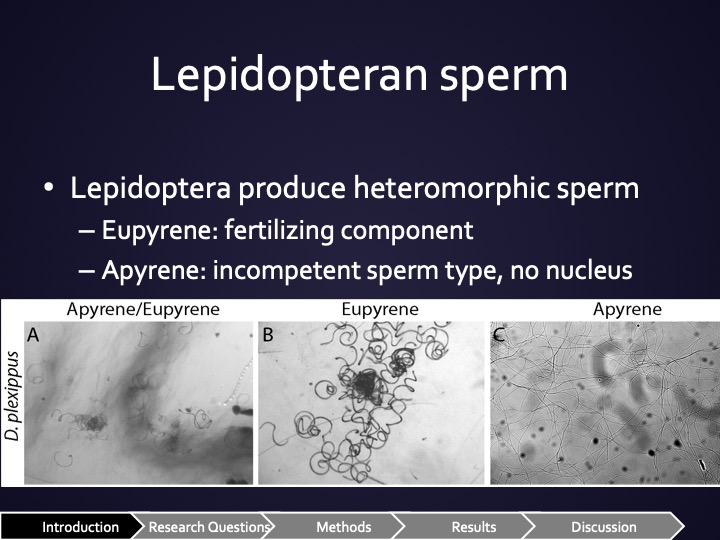 Lepidopteran sperm
• Lepidoptera produce heteromorphic sperm
– Eupyrene: fertilizing component
– Apyrene: incompetent sperm type, no nucleus
Apyrene/Eupyrene
Eupyrene
Apyrene
D. plexippus
A
B
C
Introduction
Research Questions
Methods
Results
Discussion